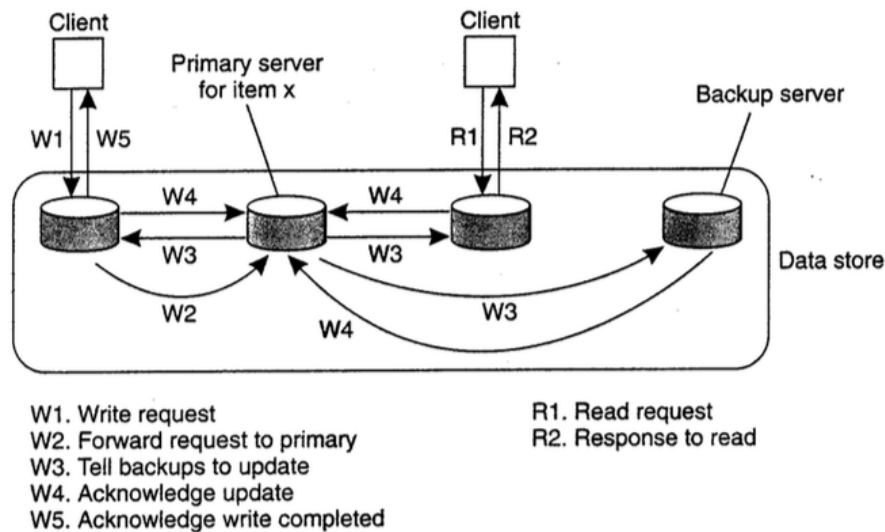 Client
Client
Primary server
for item x
Backup server
W1
W5
R1
R2
W4
W4
W3
W3
Data store
W2
W3
W4
W1. Write request
W2. Forward request to primary
W3. Tell backups to update
W4. Acknowledge update
W5. Acknowledge write completed
R1. Read request
R2. Response to read